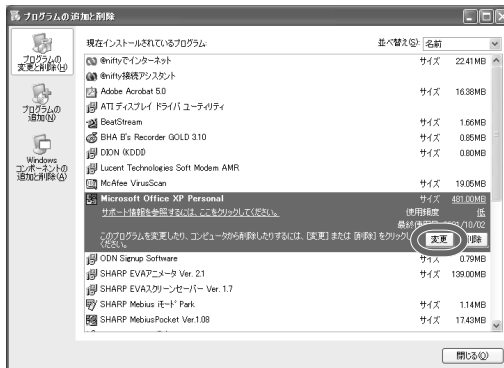 プログラムの追加と削除
プログラムの
変更と削除(H)
プログラムの
追加(N)
Windows
コンポーネントの
追加と削除(A)
現在インストールされているプログラム:
並べ替え(S): 名前
@niftyでインターネット サイズ 22.41MB
@nifty接続アシスタント
Adobe Acrobat 5.0 サイズ 16.38MB
ATI ディスプレイ ドライバ ユーティリティ
BeatStream サイズ 1.66MB
BHA B's Recorder GOLD 3.10 サイズ 0.85MB
DION (KDDI) サイズ 0.80MB
Lucent Technologies Soft Modem AMR
McAfee VirusScan サイズ 19.05MB
Microsoft Office XP Personal サイズ 481.00MB
サポート情報を参照するには、ここをクリックしてください。 使用頻度 低
最終 /10/02
このプログラムを変更したり、コンピュータから削除したりするには、[変更] または [削除] をクリックし
ください。
変更 削除
ODN Signup Software サイズ 0.79MB
SHARP EVAアニメータ Ver. 2.1 サイズ 139.00MB
SHARP EVAスクリーンセーバー Ver. 1.7
SHARP Mebius iモード Park サイズ 1.14MB
SHARP MebiusPocket Ver.1.08 サイズ 17.43MB
閉じる(O)